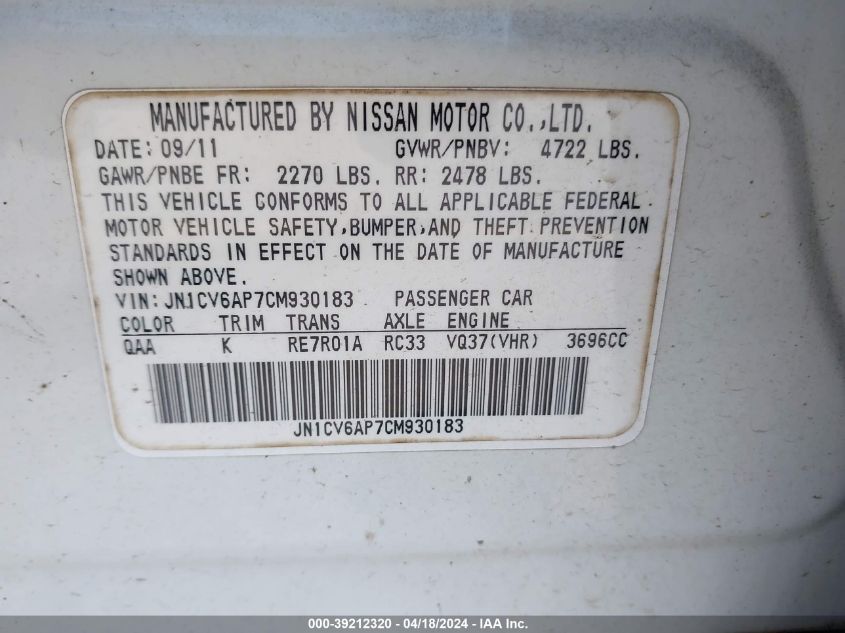 MANUFACTURED BY NISSAN MOTOR CO.,LTD.
DATE: 09/11 GVWR/PNBV: 4722 LBS.
GAWR/PNBE FR: 2270 LBS. RR: 2478 LBS.
THIS VEHICLE CONFORMS TO ALL APPLICABLE FEDERAL
MOTOR VEHICLE SAFETY,BUMPER,AND THEFT PREVENTION
STANDARDS IN EFFECT ON THE DATE OF MANUFACTURE
SHOWN ABOVE.
VIN: JN1CV6AP7CM930183 PASSENGER CAR
COLOR TRIM TRANS AXLE ENGINE
QAA K RE7R01A RC33 VQ37(VHR) 3696CC
JN1CV6AP7CM930183
000-39212320 - 04/18/2024 - IAA Inc.